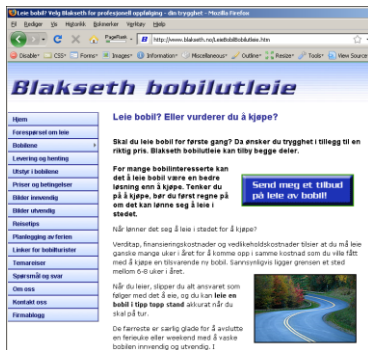 Leie bobil? Velg Blakseth for profesjonell oppfølging - din trygghet - Mozilla Firefox
Fil Rediger Vis Historikk Bokmerker Verktøy Hjelp
PageRank
http://www.blakseth.no/
Disable CSS Forms Images Information Miscellaneous Outline Resize Tools View Source
Blakseth bobilutleie
Hjem
Forespørsel om leie
Bobilene
Levering og henting
Utstyr i bobilene
Priser og betingelser
Bilder innvendig
Bilder utvendig
Reisetips
Planlegging av ferien
Linker for bobilturister
Temareiser
Spørsmål og svar
Om oss
Kontakt oss
Firmablogg
Leie bobil? Eller vurderer du å kjøpe?
Skal du leie bobil for første gang? Da ønsker du trygghet i tillegg til en
riktig pris. Blakseth bobilutleie kan tilby begge deler.
For mange bobilinteresserte kan
det å leie bobil være en bedre
løsning enn å kjøpe. Tenker du
på å kjøpe, bør du først regne på
om det kan lønne seg å leie i
stedet.
Send meg et tilbud
på leie av bobil!
Når lønner det seg å leie i stedet for å kjøpe?
Verditap, finansieringskostnader og vedlikeholdskostnader tilsier at du må leie
ganske mange uker i året for å komme opp i samme kostnad som du ville fått
med å kjøpe en tilsvarende ny bobil. Sannsynligvis ligger grensen et sted
mellom 6-8 uker i året.
Når du leier, slipper du alt ansvaret som
følger med det å eie, og du kan leie en
bobil i tipp topp stand akkurat når du
skal på tur.
De færreste er særlig glade for å avslutte
en ferieuke eller weekend med å vaske
bobilen innvendig og utvendig. I